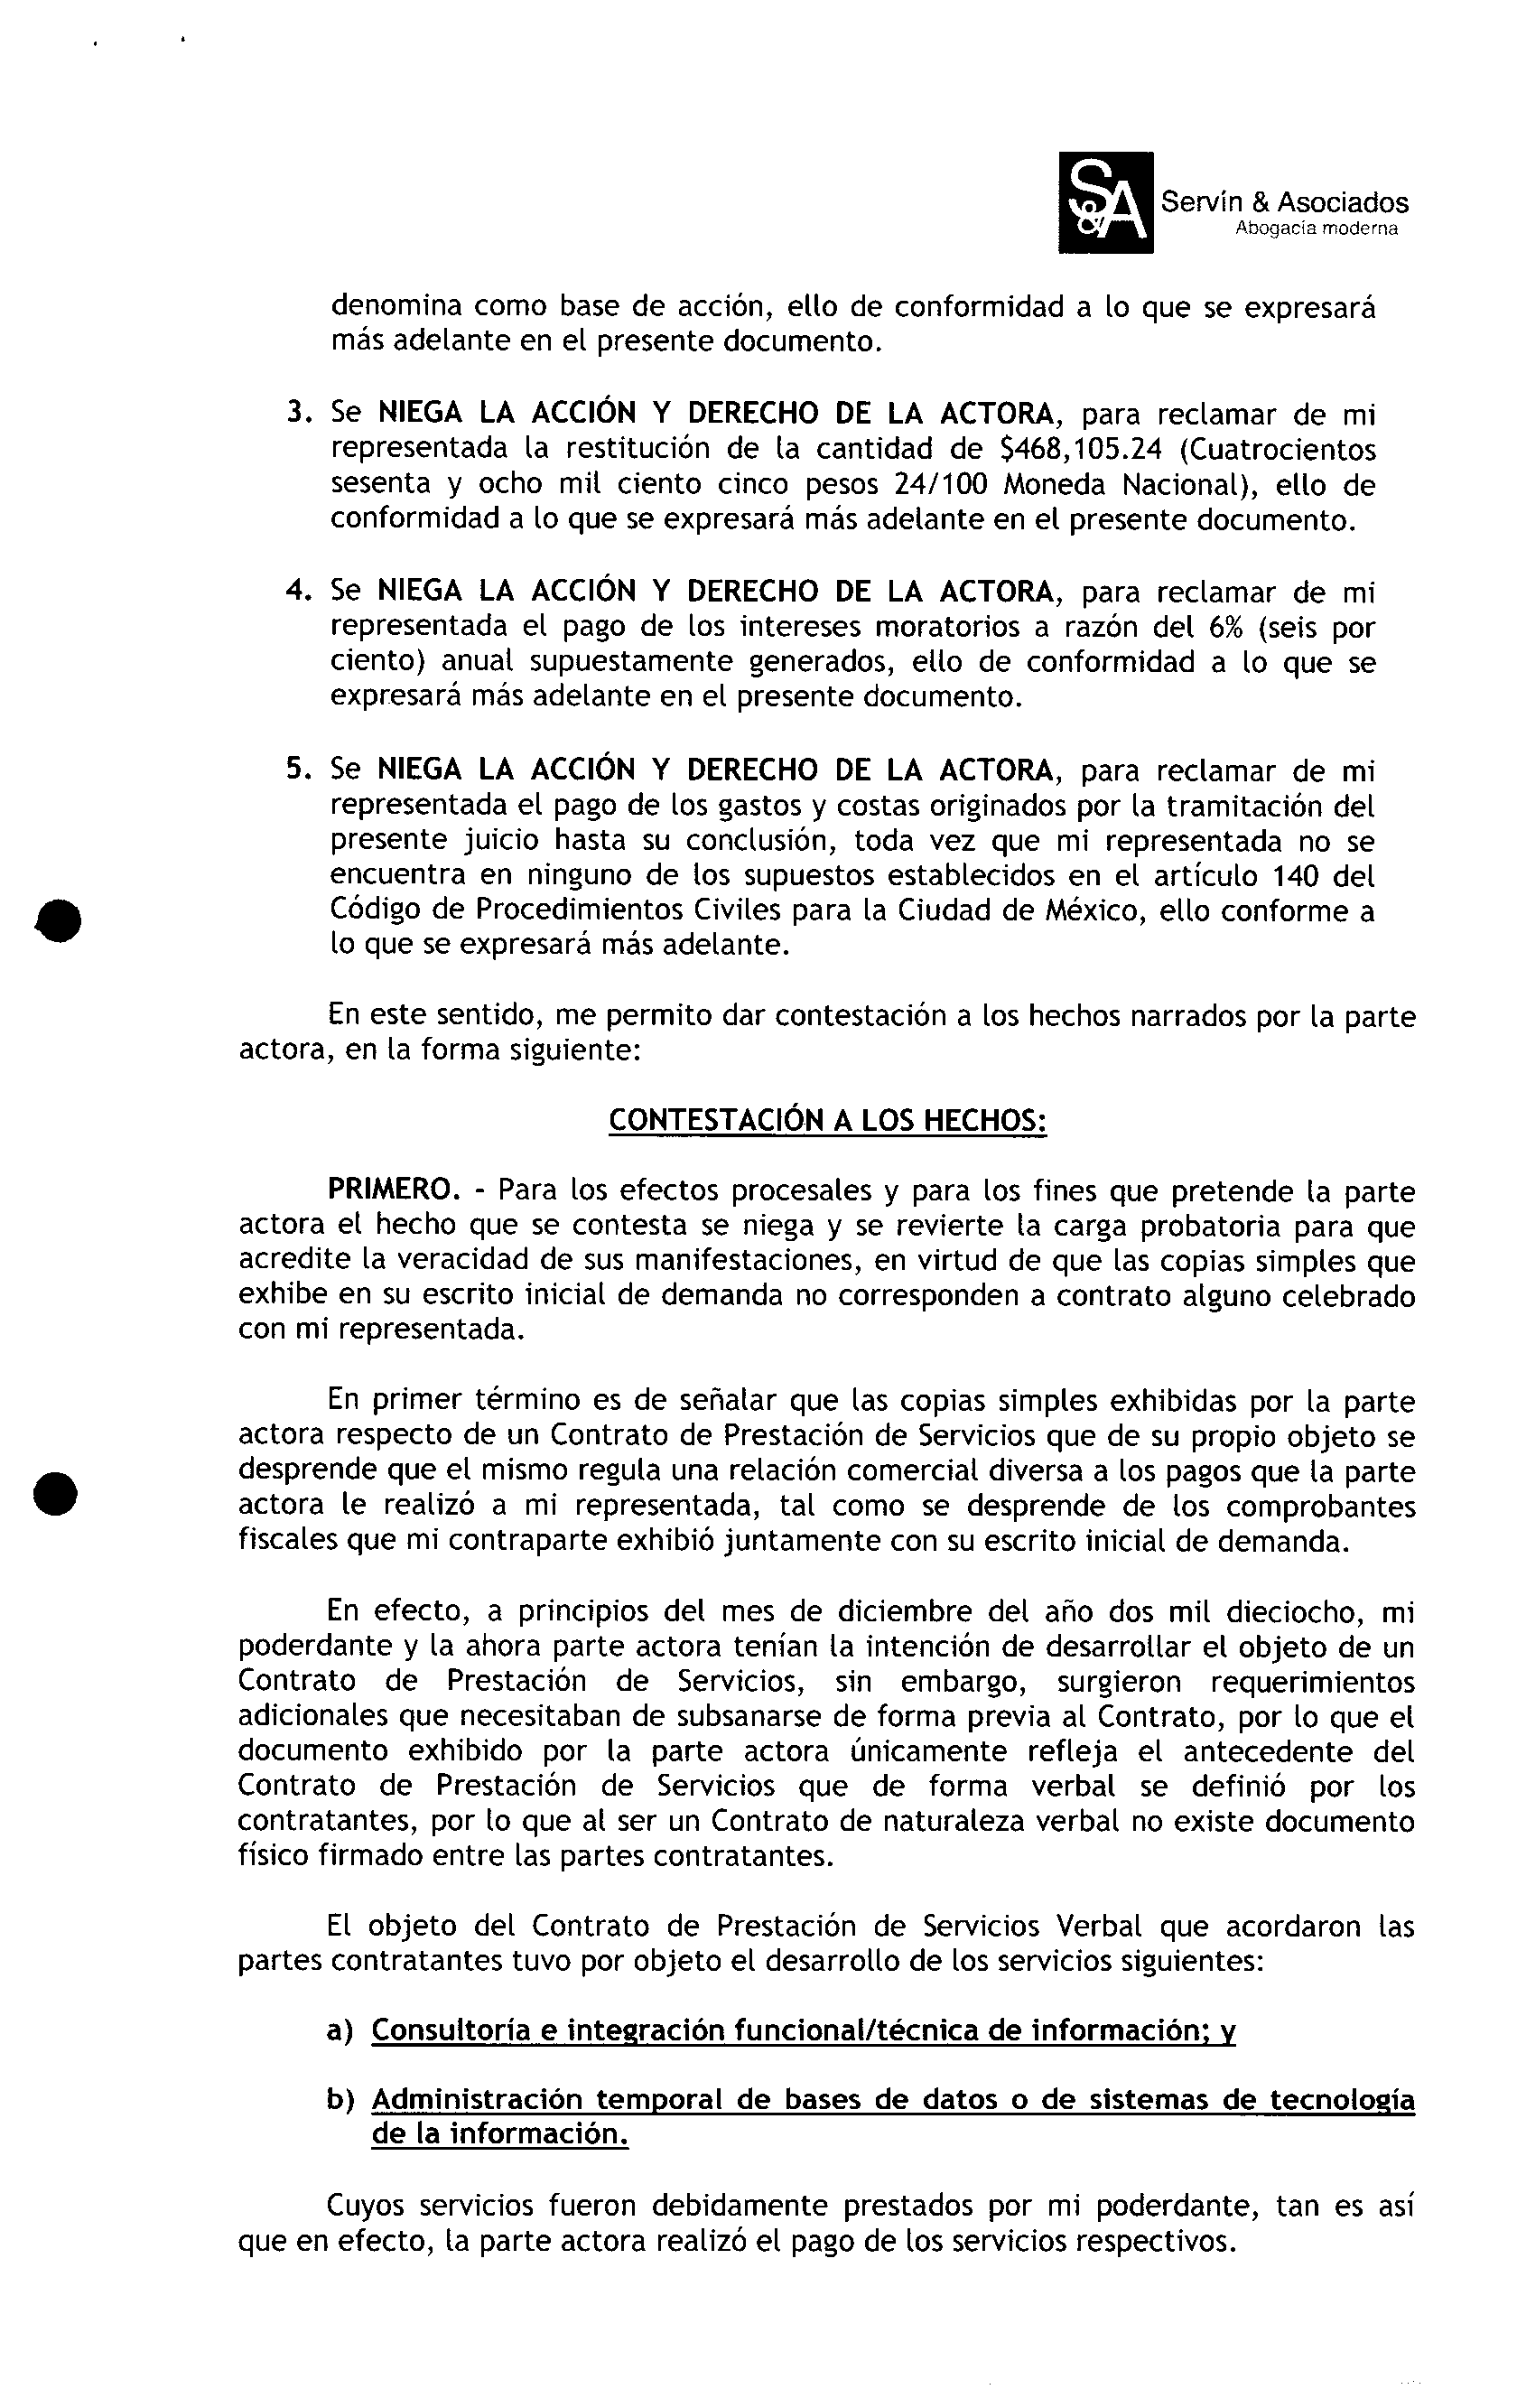 S&A
Servín & Asociados
Abogacía moderna
denomina como base de acción, ello de conformidad a lo que se expresará
más adelante en el presente documento.
3. Se NIEGA LA ACCIÓN Y DERECHO DE LA ACTORA, para reclamar de mi
representada la restitución de la cantidad de $468,105.24 (Cuatrocientos
sesenta y ocho mil ciento cinco pesos 24/100 Moneda Nacional), ello de
conformidad a lo que se expresará más adelante en el presente documento.
4. Se NIEGA LA ACCIÓN Y DERECHO DE LA ACTORA, para reclamar de mi
representada el pago de los intereses moratorios a razón del 6% (seis por
ciento) anual supuestamente generados, ello de conformidad a lo que se
expresará más adelante en el presente documento.
5. Se NIEGA LA ACCIÓN Y DERECHO DE LA ACTORA, para reclamar de mi
representada el pago de los gastos y costas originados por la tramitación del
presente juicio hasta su conclusión, toda vez que mi representada no se
encuentra en ninguno de los supuestos establecidos en el artículo 140 del
Código de Procedimientos Civiles para la Ciudad de México, ello conforme a
lo que se expresará más adelante.
En este sentido, me permito dar contestación a los hechos narrados por la parte
actora, en la forma siguiente:
CONTESTACIÓN A LOS HECHOS:
PRIMERO. - Para los efectos procesales y para los fines que pretende la parte
actora el hecho que se contesta se niega y se revierte la carga probatoria para que
acredite la veracidad de sus manifestaciones, en virtud de que las copias simples que
exhibe en su escrito inicial de demanda no corresponden a contrato alguno celebrado
con mi representada.
En primer término es de señalar que las copias simples exhibidas por la parte
actora respecto de un Contrato de Prestación de Servicios que de su propio objeto se
desprende que el mismo regula una relación comercial diversa a los pagos que la parte
actora le realizó a mi representada, tal como se desprende de los comprobantes
fiscales que mi contraparte exhibió juntamente con su escrito inicial de demanda.
En efecto, a principios del mes de diciembre del año dos mil dieciocho, mi
poderdante y la ahora parte actora tenían la intención de desarrollar el objeto de un
Contrato de Prestación de Servicios, sin embargo, surgieron requerimientos
adicionales que necesitaban de subsanarse de forma previa al Contrato, por lo que el
documento exhibido por la parte actora únicamente refleja el antecedente del
Contrato de Prestación de Servicios que de forma verbal se definió por los
contratantes, por lo que al ser un Contrato de naturaleza verbal no existe documento
físico firmado entre las partes contratantes.
El objeto del Contrato de Prestación de Servicios Verbal que acordaron las
partes contratantes tuvo por objeto el desarrollo de los servicios siguientes:
a) Consultoría e integración funcional/técnica de información; y
b) Administración temporal de bases de datos o de sistemas de tecnología
de la información.
Cuyos servicios fueron debidamente prestados por mi poderdante, tan es así
que en efecto, la parte actora realizó el pago de los servicios respectivos.